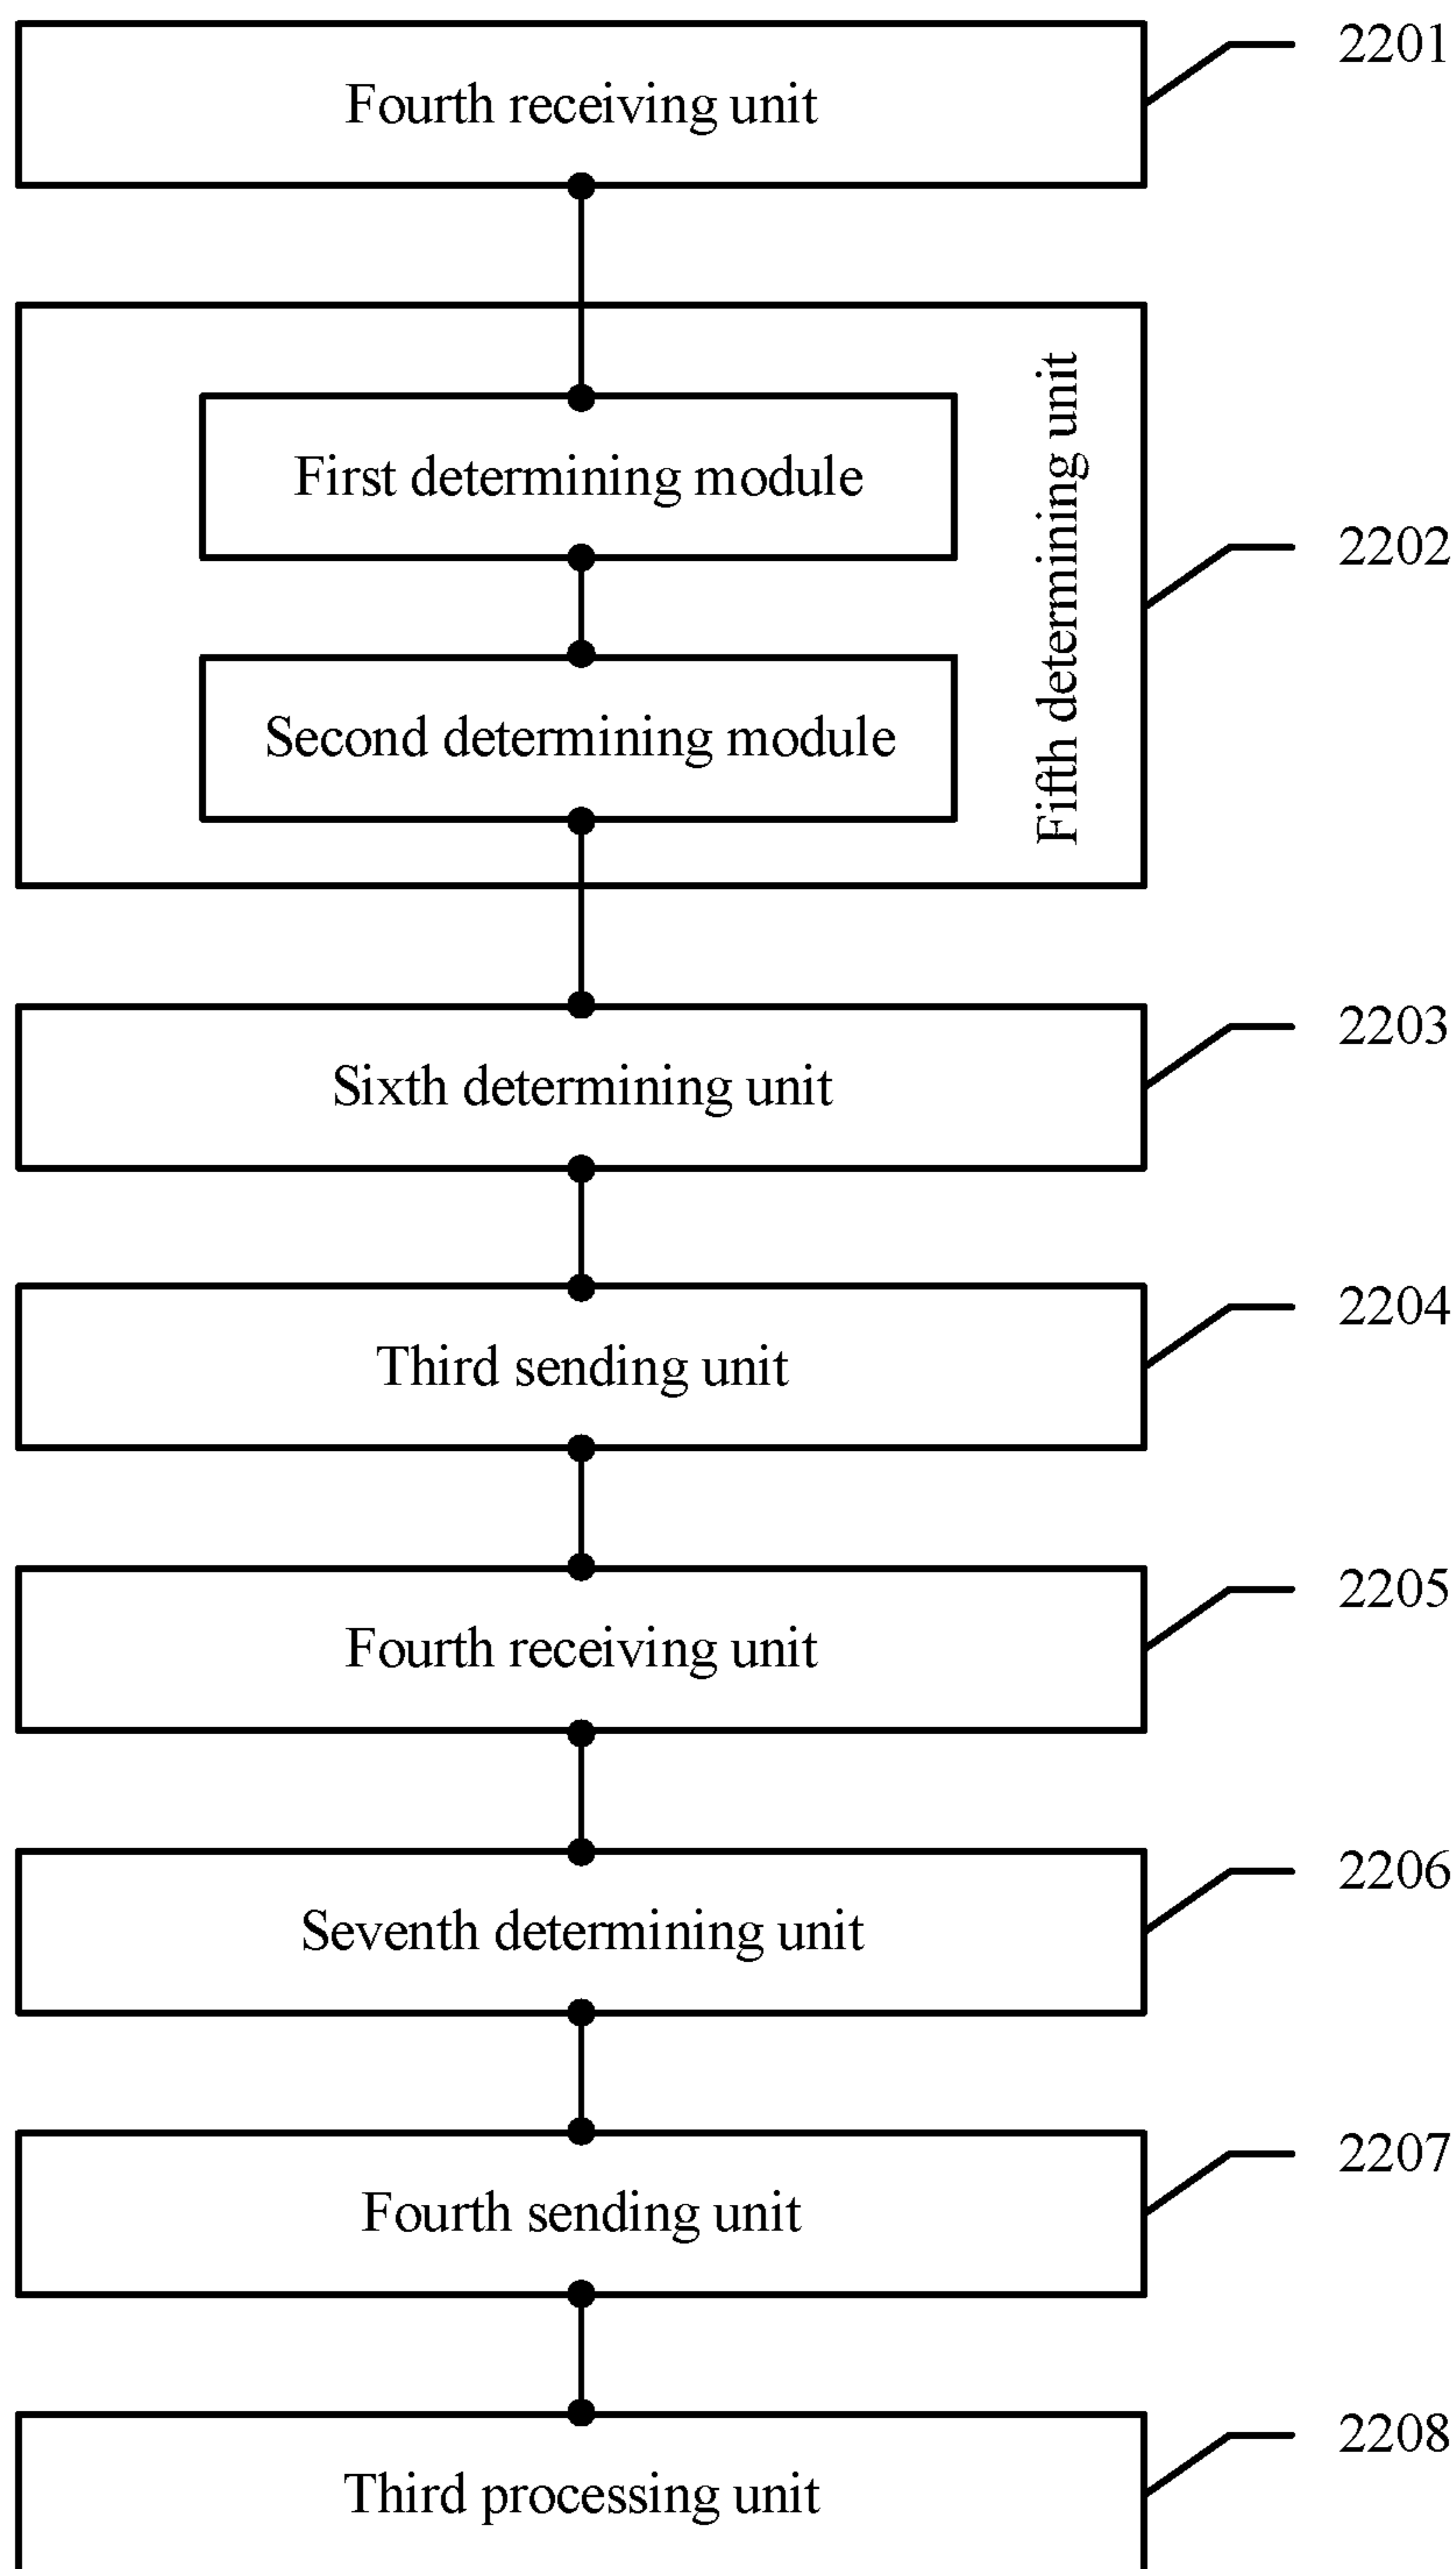 Fourth receiving unit
2201
First determining module
Second determining module
Fifth determining unit
2202
Sixth determining unit
2203
Third sending unit
2204
Fourth receiving unit
2205
Seventh determining unit
2206
Fourth sending unit
2207
Third processing unit
2208